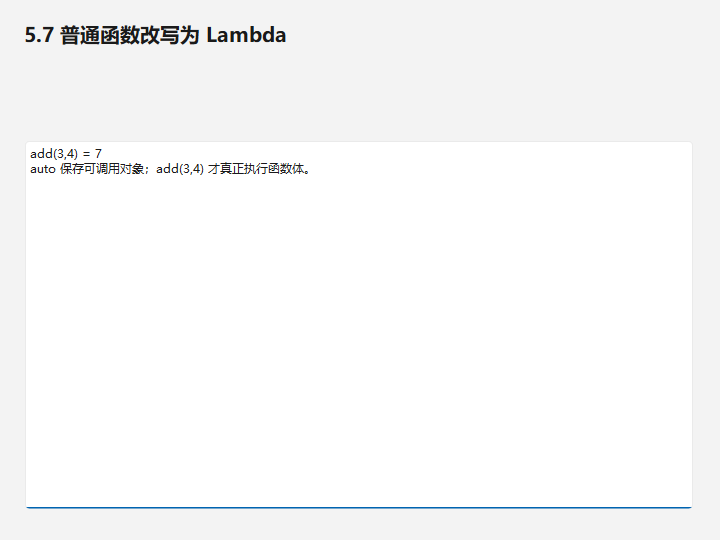 5.7 普通函数改写为 Lambda
add(3,4) = 7
auto 保存可调用对象；add(3,4) 才真正执行函数体。